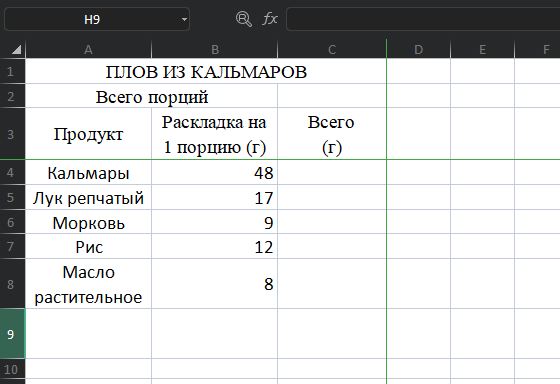 H9 fx
A B C D E F
1 ПЛОВ ИЗ КАЛЬМАРОВ
2 Всего порций
3 Продукт Раскладка на 1 порцию (г) Всего (г)
4 Кальмары 48
5 Лук репчатый 17
6 Морковь 9
7 Рис 12
8 Масло растительное 8
9
10